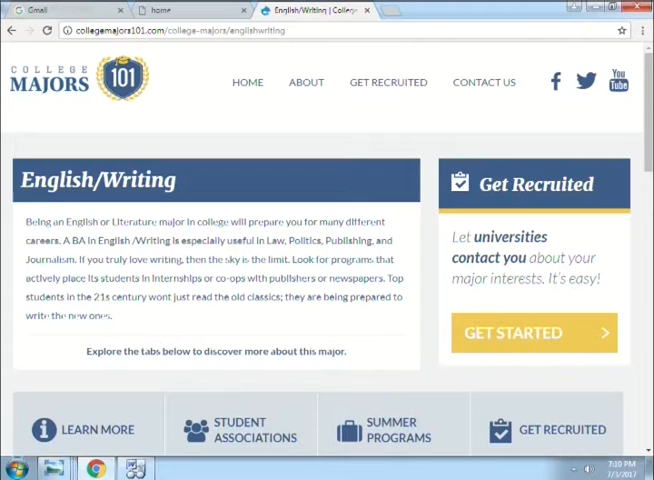 Gmail
home
English/Writing | College
collegemajors101.com/college-majors/englishwriting
COLLEGE
MAJORS
101
HOME
ABOUT
GET RECRUITED
CONTACT US
You
Tube
English/Writing
Being an English or Literature major in college will prepare you for many different
careers. A BA in English /Writing is especially useful in Law, Politics, Publishing, and
Journalism. If you truly love writing, then the sky is the limit. Look for programs that
actively place its students in internships or co-ops with publishers or newspapers. Top
students in the 21s century wont just read the old classics; they are being prepared to
write the new ones.
Explore the tabs below to discover more about this major.
Get Recruited
Let universities
contact you about your
major interests. It's easy!
GET STARTED
LEARN MORE
STUDENT
ASSOCIATIONS
SUMMER
PROGRAMS
GET RECRUITED
7:10 PM
7/3/2017